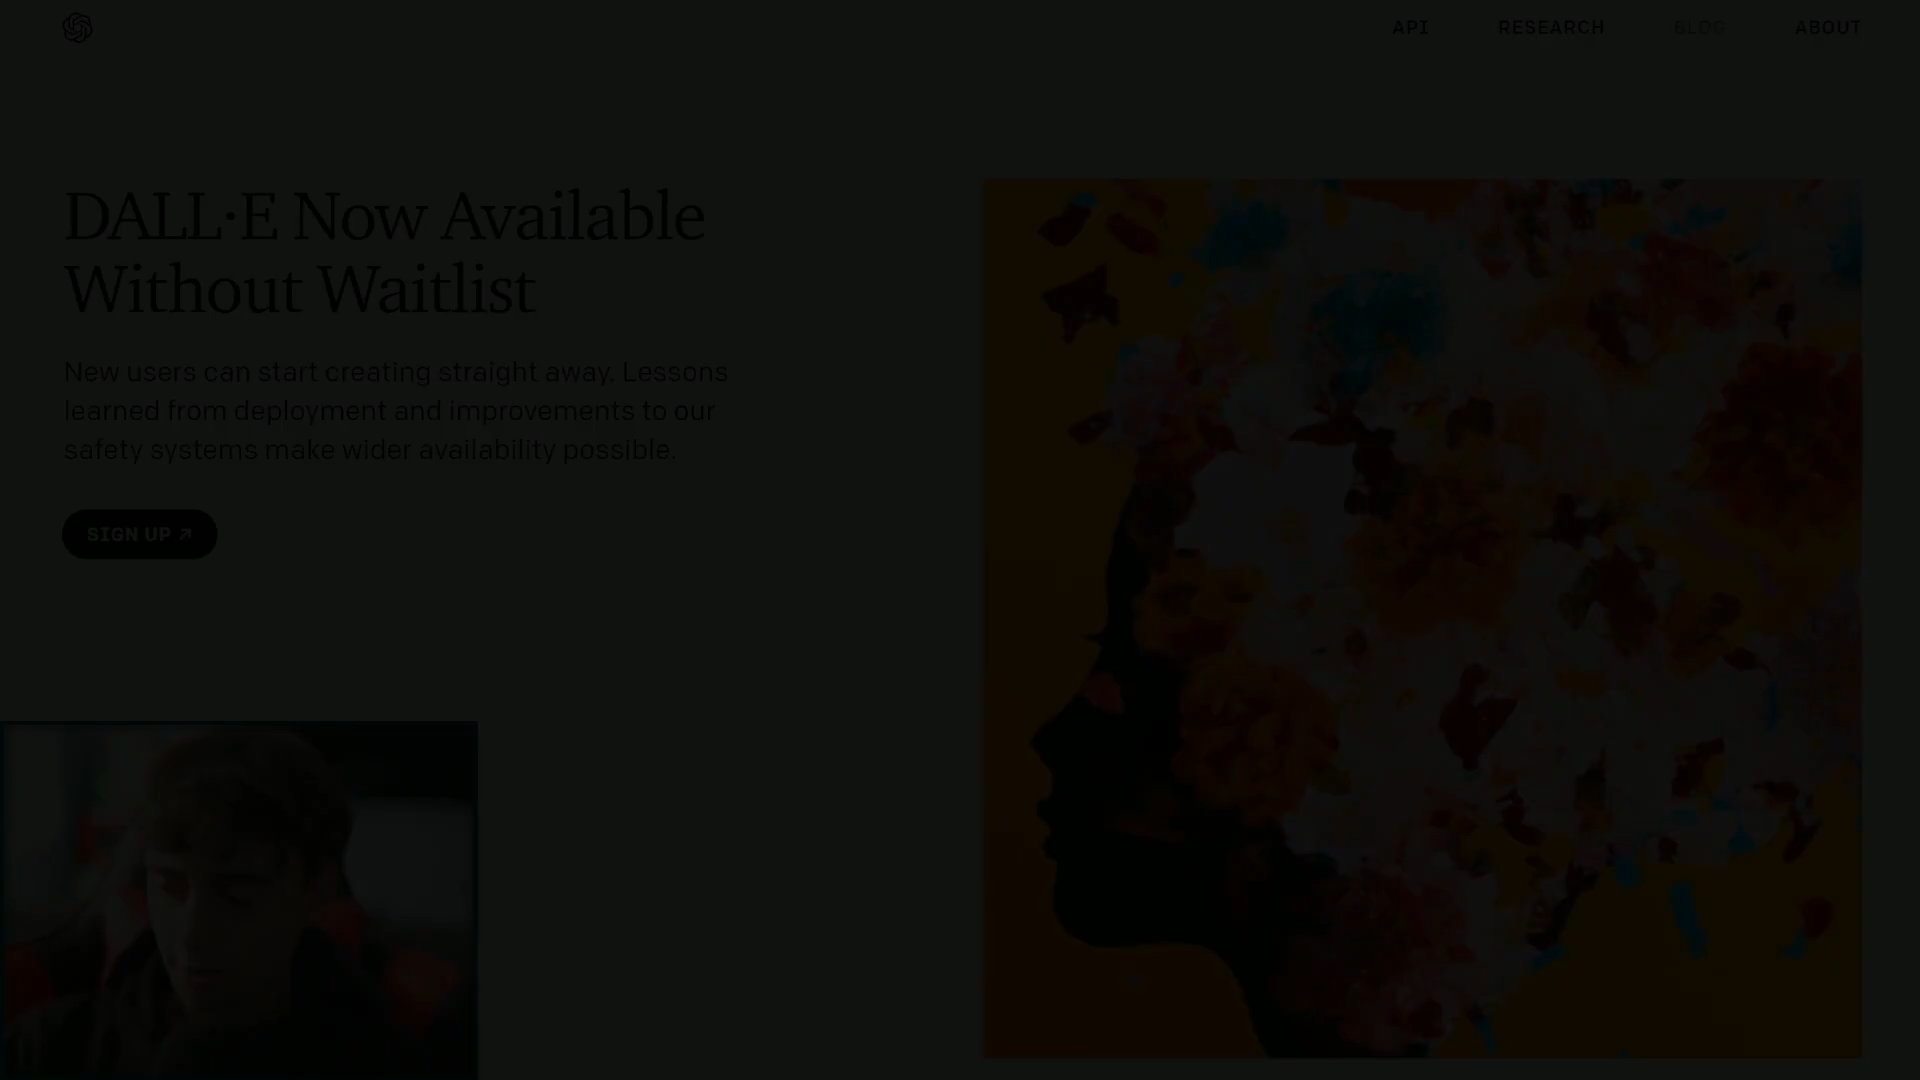 API RESEARCH BLOG ABOUT
DALL·E Now Available
Without Waitlist
New users can start creating straight away. Lessons
learned from deployment and improvements to our
safety systems make wider availability possible.
SIGN UP ↗